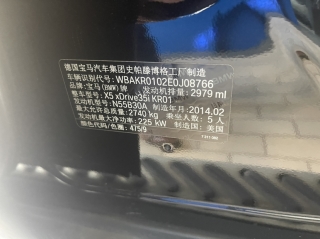 德国宝马汽车集团史帕滕博格工厂制造
车辆识别代号: WBAKR0102E0J08766
品牌: 宝马(BMW)牌 发动机排量: 2979 ml
整车型号: X5 xDrive35i KR01
发动机型号: N55B30A 制造年月: 2014.02
最大允许总质量: 2740 kg 乘坐人数: 5 人
发动机最大净功率: 225 kW 制造国: 美国
颜色/色号: 475/9